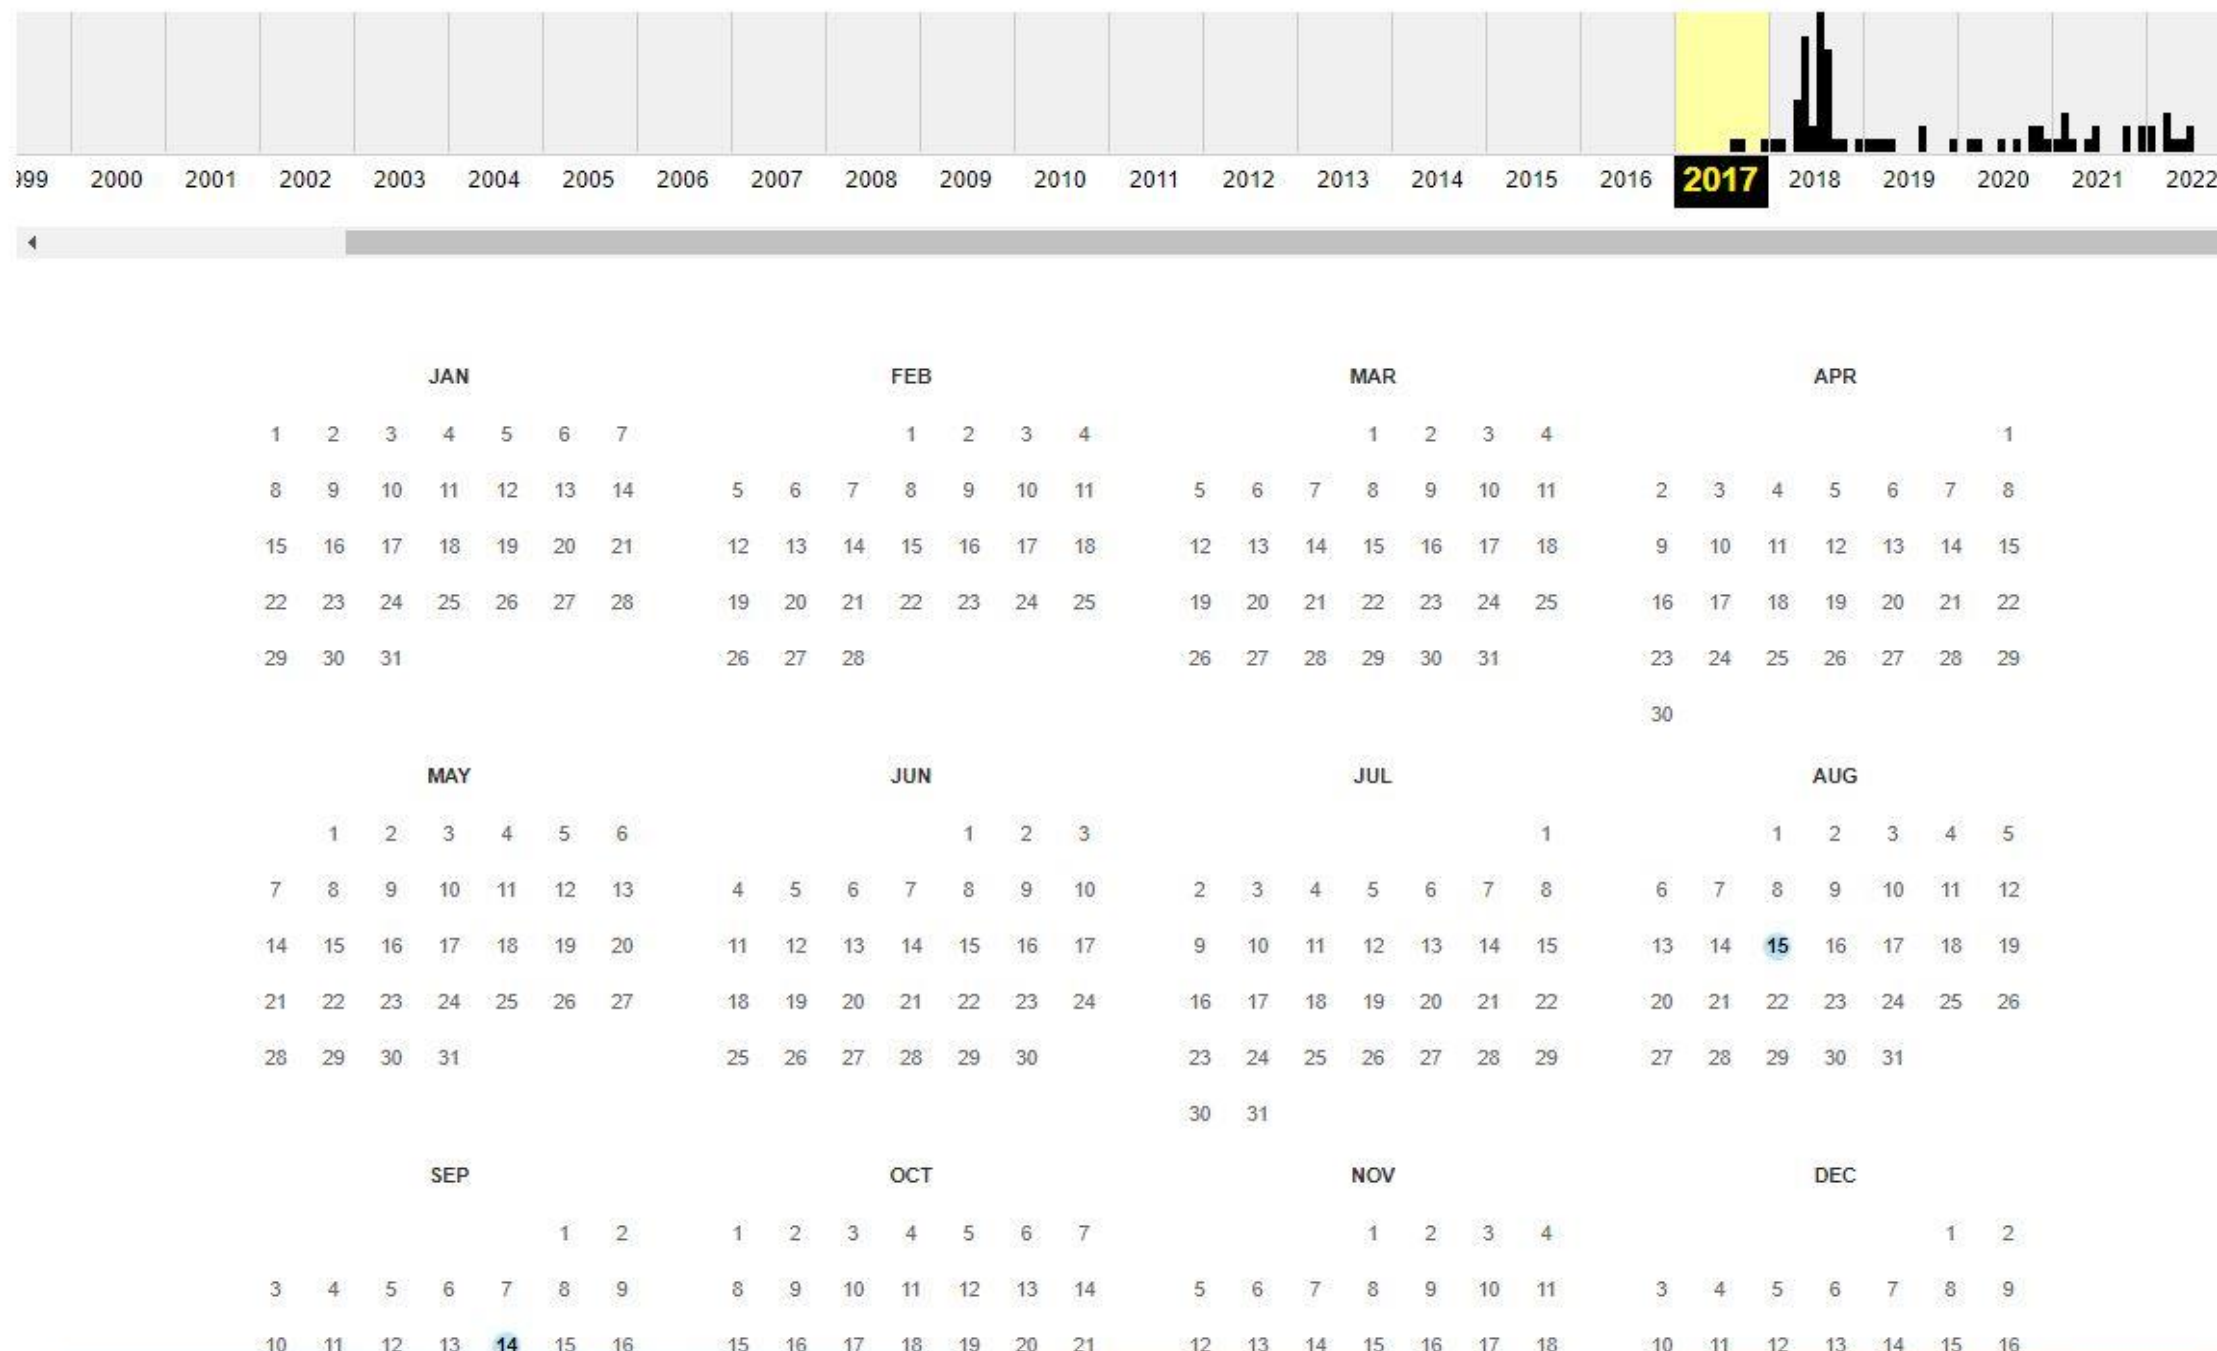 999 2000 2001 2002 2003 2004 2005 2006 2007 2008 2009 2010 2011 2012 2013 2014 2015 2016 2017 2018 2019 2020 2021 2022
JAN FEB MAR APR
1 2 3 4 5 6 7 1 2 3 4 1 2 3 4 1
8 9 10 11 12 13 14 5 6 7 8 9 10 11 5 6 7 8 9 10 11 2 3 4 5 6 7 8
15 16 17 18 19 20 21 12 13 14 15 16 17 18 12 13 14 15 16 17 18 9 10 11 12 13 14 15
22 23 24 25 26 27 28 19 20 21 22 23 24 25 19 20 21 22 23 24 25 16 17 18 19 20 21 22
29 30 31 26 27 28 26 27 28 29 30 31 23 24 25 26 27 28 29
30
MAY JUN JUL AUG
1 2 3 4 5 6 1 2 3 1 1 2 3 4 5
7 8 9 10 11 12 13 4 5 6 7 8 9 10 2 3 4 5 6 7 8 6 7 8 9 10 11 12
14 15 16 17 18 19 20 11 12 13 14 15 16 17 9 10 11 12 13 14 15 13 14 15 16 17 18 19
21 22 23 24 25 26 27 18 19 20 21 22 23 24 16 17 18 19 20 21 22 20 21 22 23 24 25 26
28 29 30 31 25 26 27 28 29 30 23 24 25 26 27 28 29 27 28 29 30 31
30 31
SEP OCT NOV DEC
1 2 1 2 3 4 5 6 7 1 2 3 4 1 2
3 4 5 6 7 8 9 8 9 10 11 12 13 14 5 6 7 8 9 10 11 3 4 5 6 7 8 9
10 11 12 13 14 15 16 15 16 17 18 19 20 21 12 13 14 15 16 17 18 10 11 12 13 14 15 16